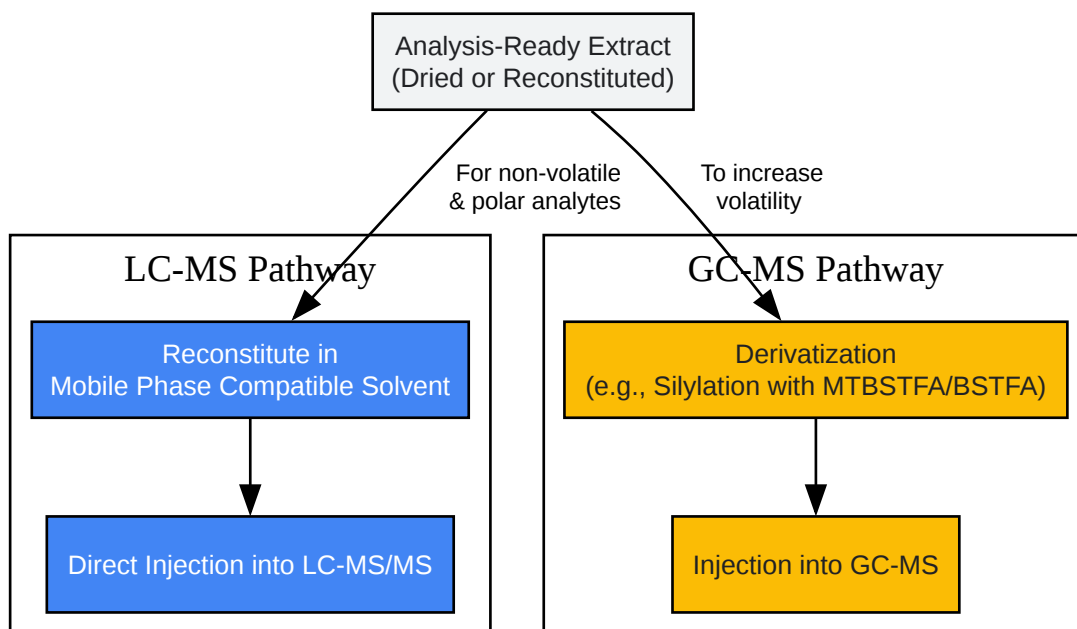 Analysis-Ready Extract
(Dried or Reconstituted)
For non-volatile
& polar analytes
To increase
volatility
LC-MS Pathway
Reconstitute in
Mobile Phase Compatible Solvent
Direct Injection into LC-MS/MS
GC-MS Pathway
Derivatization
(e.g., Silylation with MTBSTFA/BSTFA)
Injection into GC-MS